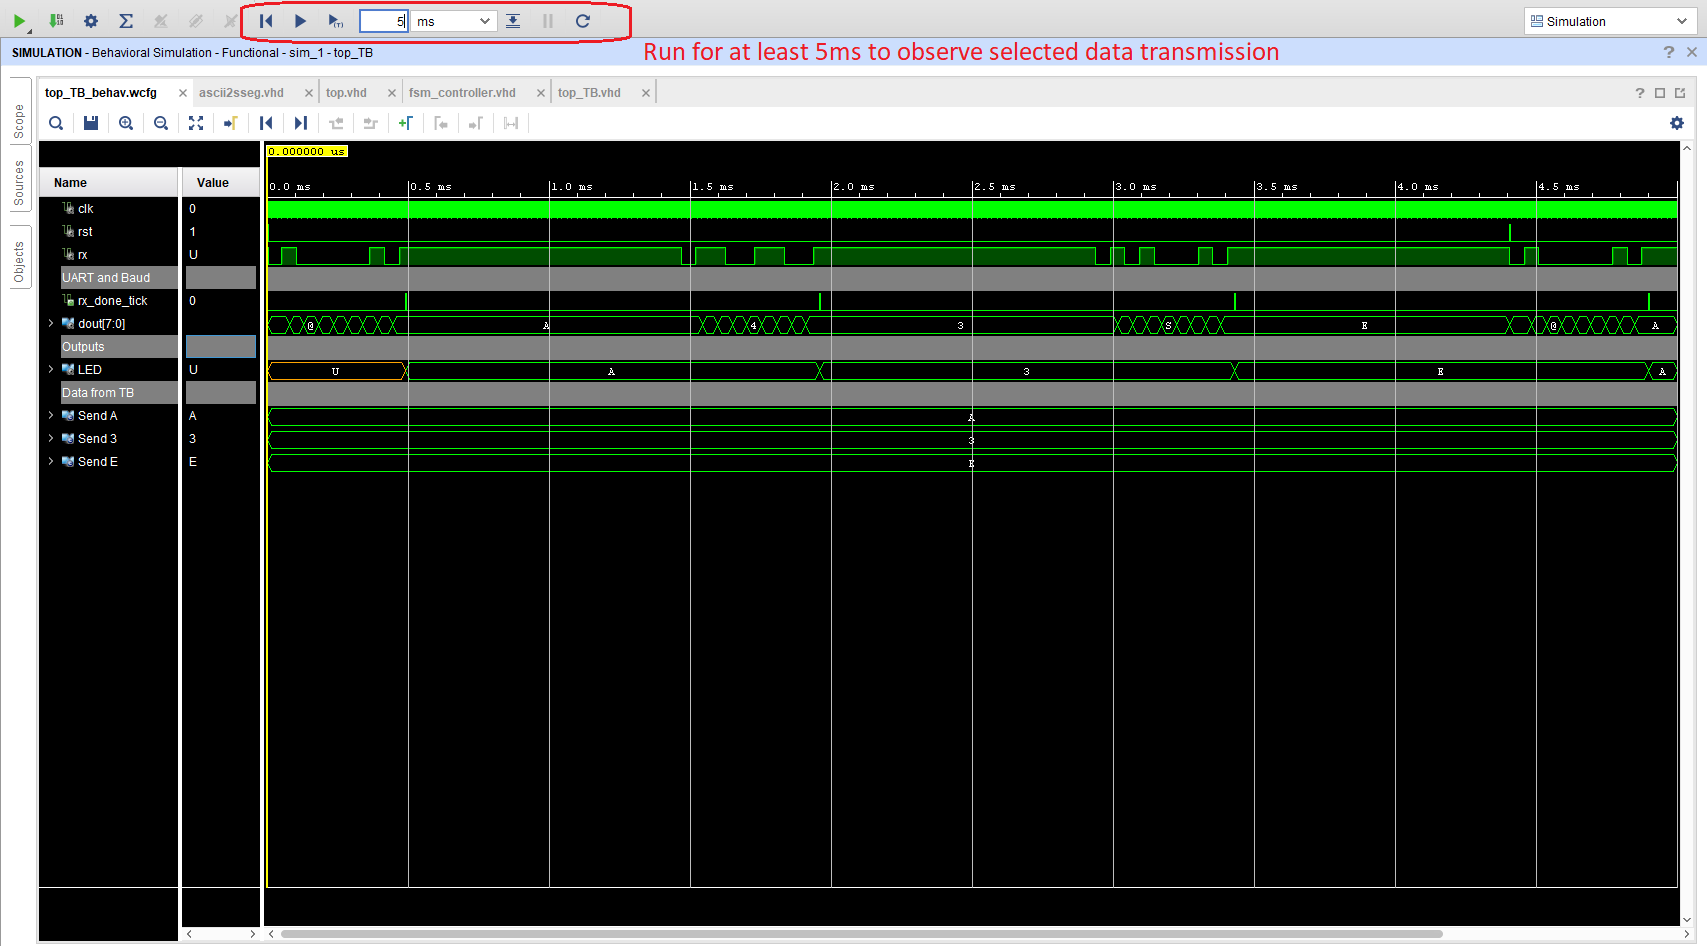 5 ms Simulation
SIMULATION - Behavioral Simulation - Functional - sim_1 - top_TB
Run for at least 5ms to observe selected data transmission
top_TB_behav.wcfg ascii2sseg.vhd top.vhd fsm_controller.vhd top_TB.vhd
Scope
Sources
Objects
0.000000 us
Name Value
0.0 ms 0.5 ms 1.0 ms 1.5 ms 2.0 ms 2.5 ms 3.0 ms 3.5 ms 4.0 ms 4.5 ms
clk 0
rst 1
rx U
UART and Baud
rx_done_tick 0
dout[7:0] @ A 4 3 S E @ A
Outputs
LED U U A 3 E A
Data from TB
Send A A A
Send 3 3 3
Send E E E